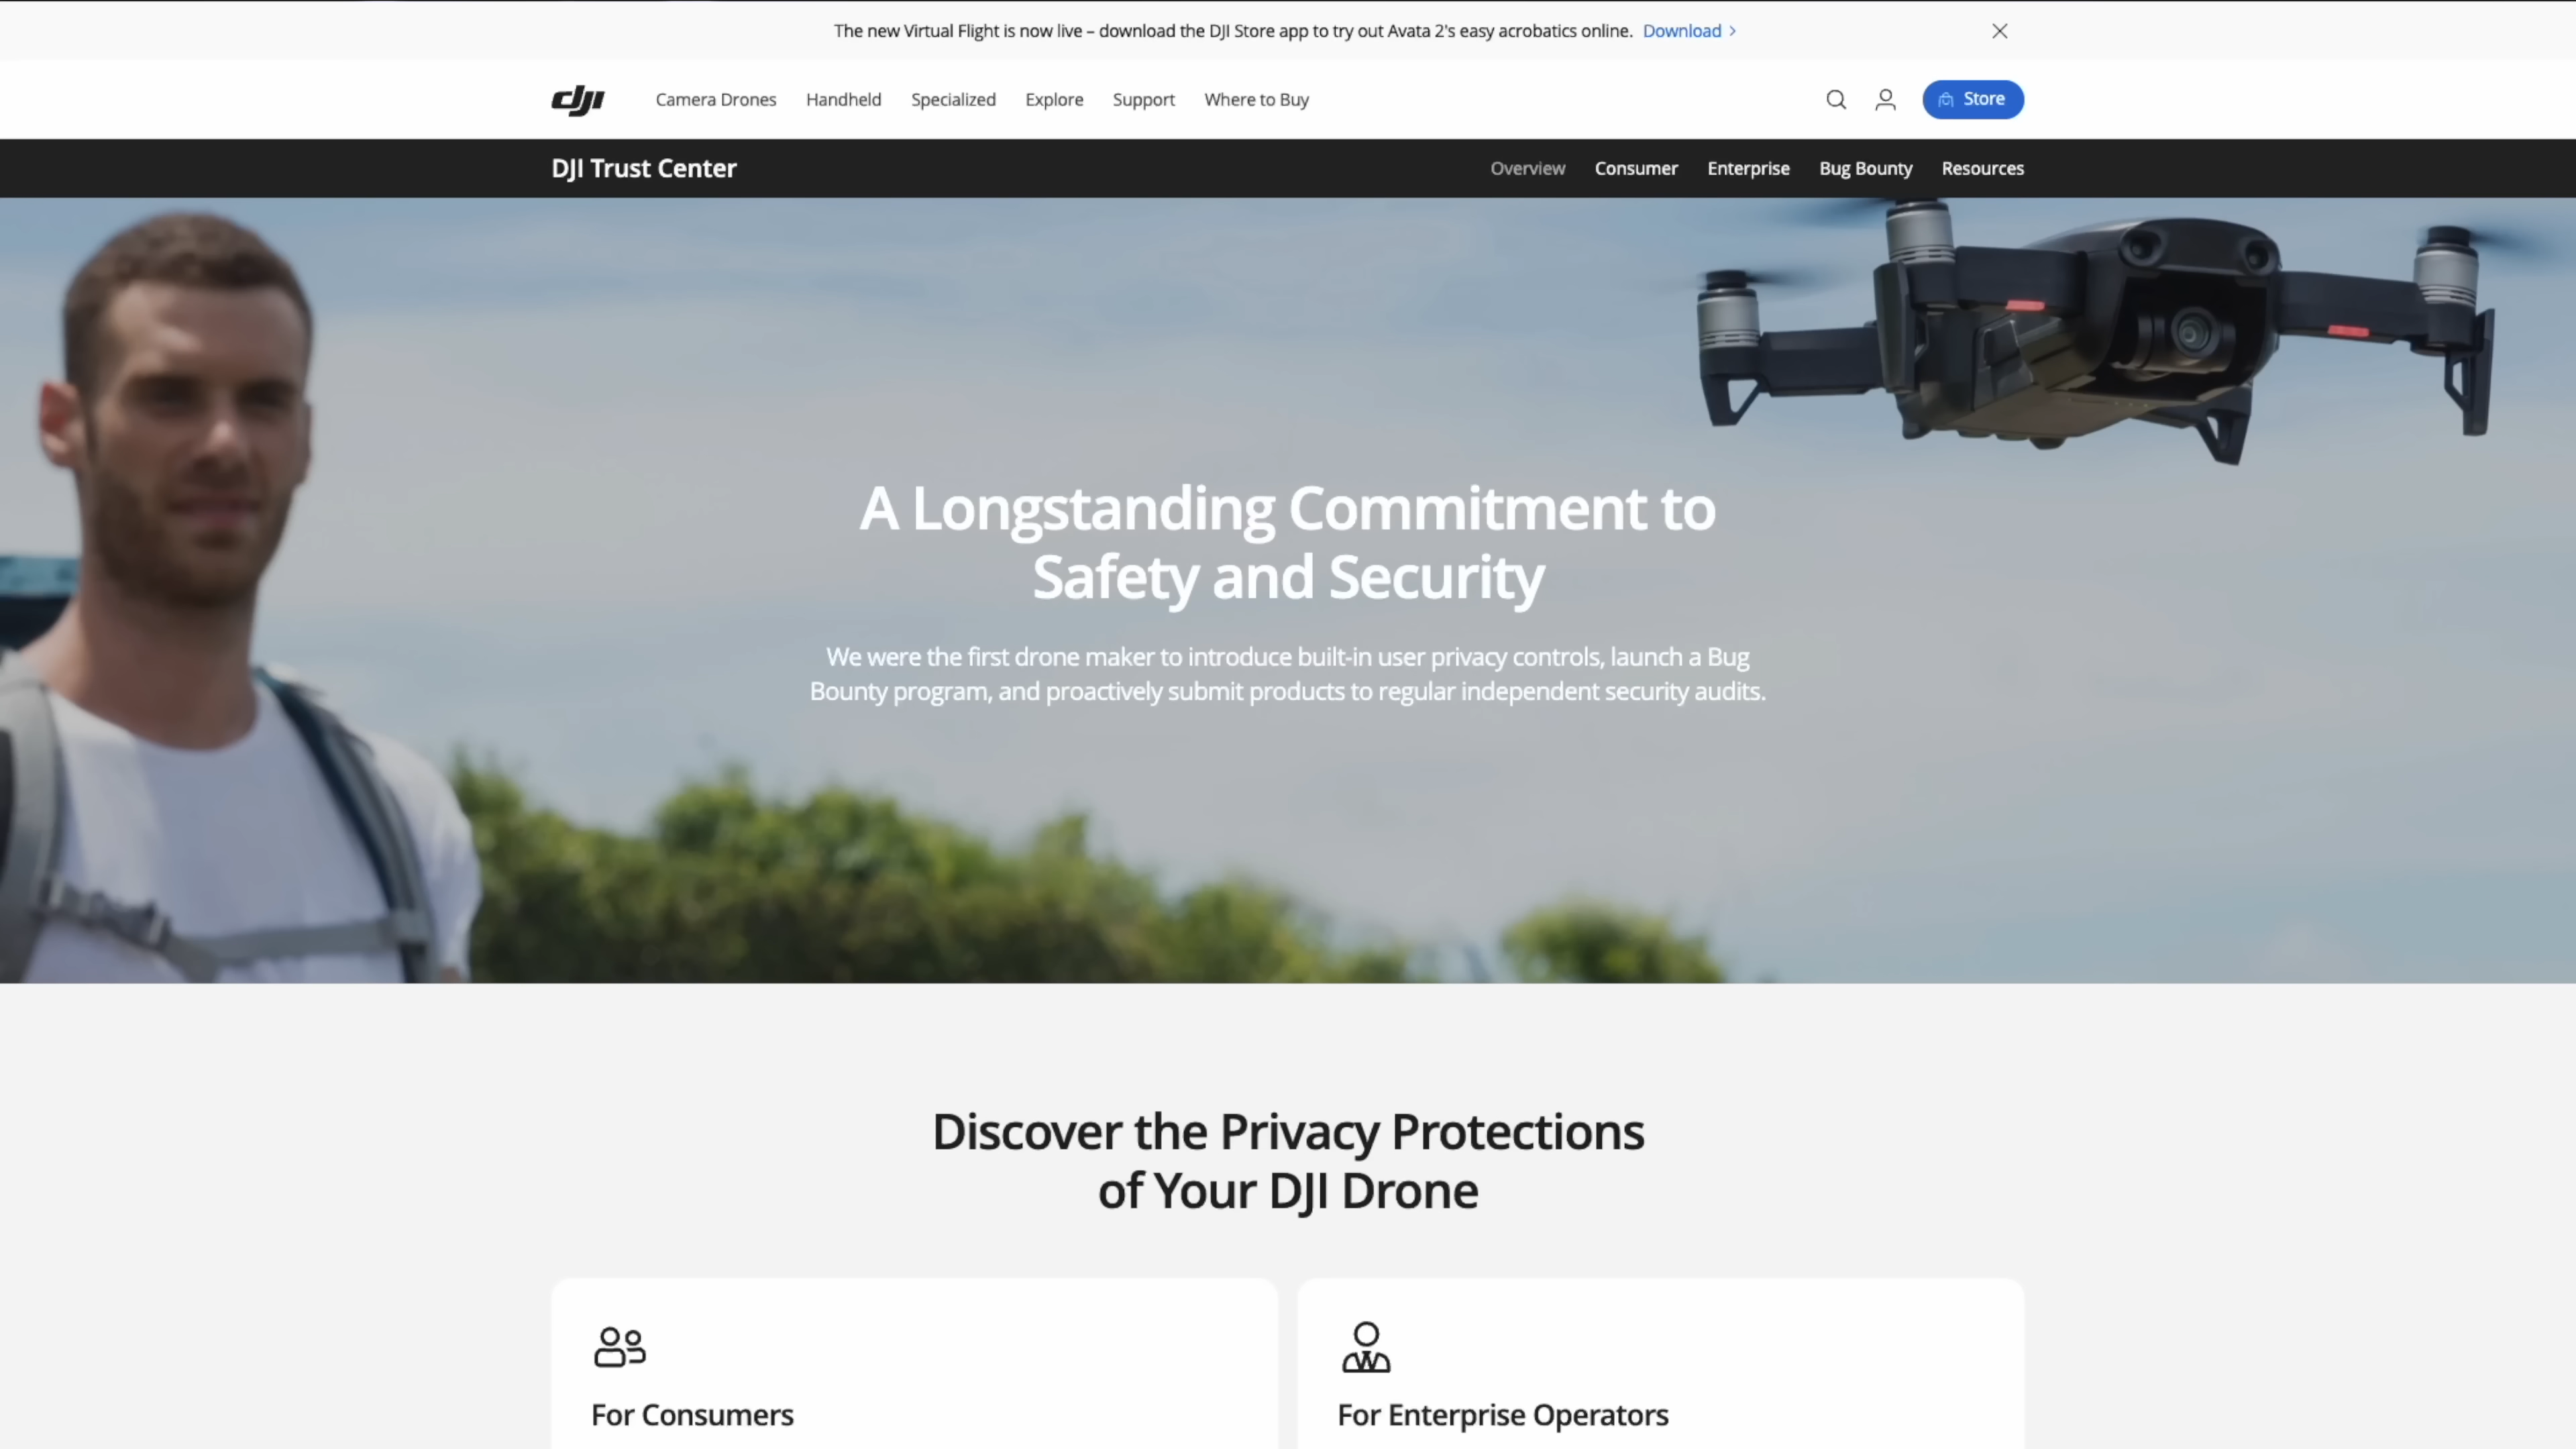 The new Virtual Flight is now live – download the DJI Store app to try out Avata 2's easy acrobatics online. Download >
dji Camera Drones Handheld Specialized Explore Support Where to Buy Store
DJI Trust Center Overview Consumer Enterprise Bug Bounty Resources
A Longstanding Commitment to
Safety and Security
We were the first drone maker to introduce built-in user privacy controls, launch a Bug
Bounty program, and proactively submit products to regular independent security audits.
Discover the Privacy Protections
of Your DJI Drone
For Consumers
For Enterprise Operators